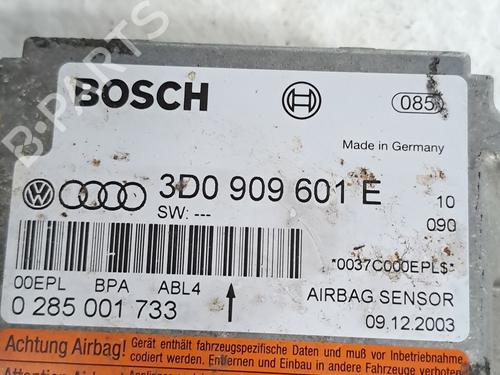 BOSCH
085
Made in Germany
3D0 909 601 E
10
SW: ---
090
*0037C000EPL$*
00EPL BPA ABL4
AIRBAG SENSOR
0 285 001 733
09.12.2003
Achtung Airbag! Gerät enthält fahrzeugspezifische Daten und muß vor Inbetriebnahme
codiert werden. Entfernen und Einbau in andere Fahrzeuge verboten
B-PARTS